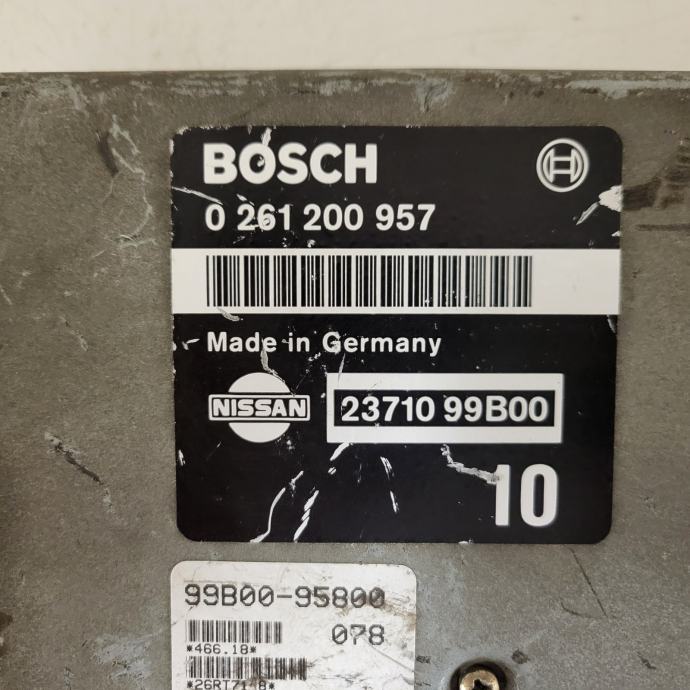 BOSCH
0 261 200 957
Made in Germany
NISSAN
23710 99B00
10
99B00-95800
078
*466.18*